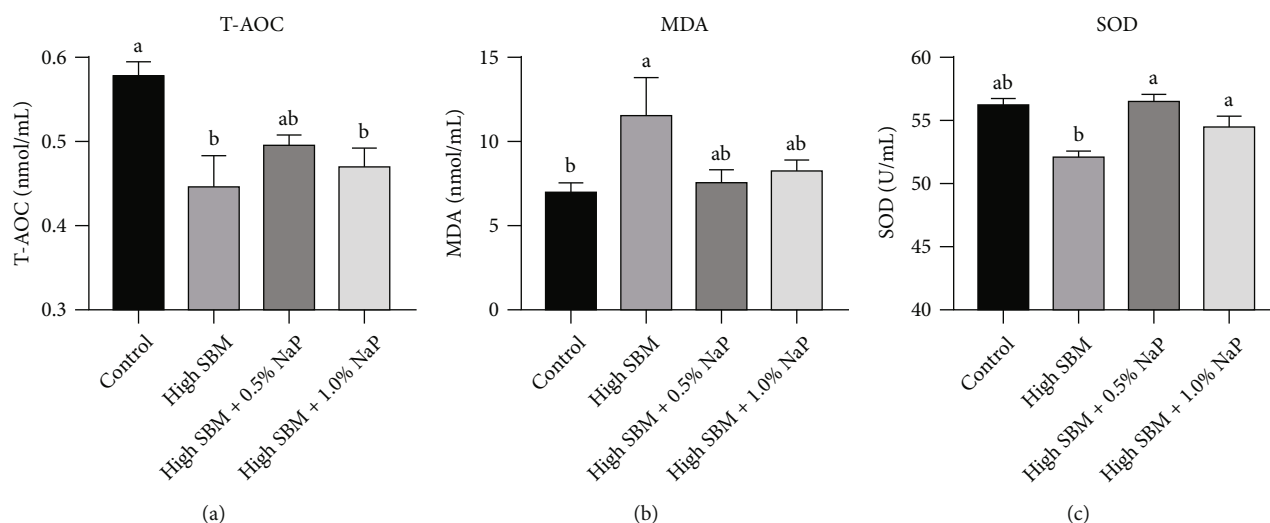 T-AOC
0.6
0.5
0.4
0.3
T-AOC (nmol/mL)
a
b
ab
b
Control
High SBM
High SBM + 0.5% NaP
High SBM + 1.0% NaP
(a)
MDA
15
10
5
0
MDA (nmol/mL)
b
a
ab
ab
Control
High SBM
High SBM + 0.5% NaP
High SBM + 1.0% NaP
(b)
SOD
60
55
50
45
40
SOD (U/mL)
ab
b
a
a
Control
High SBM
High SBM + 0.5% NaP
High SBM + 1.0% NaP
(c)